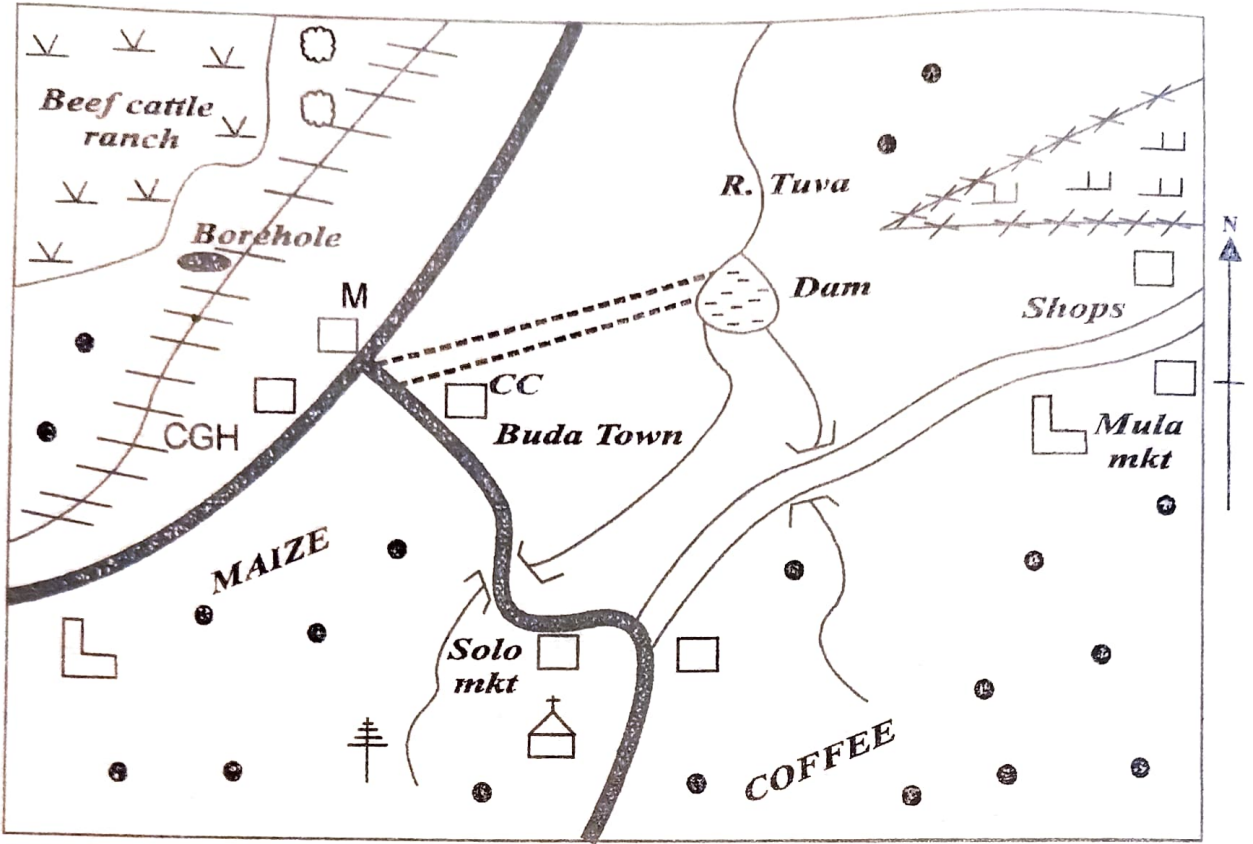 Beef cattle
ranch
R. Tuva
N
Borehole
M
Dam
Shops
CC
CGH
Buda Town
Mula
mkt
MAIZE
Solo
mkt
COFFEE